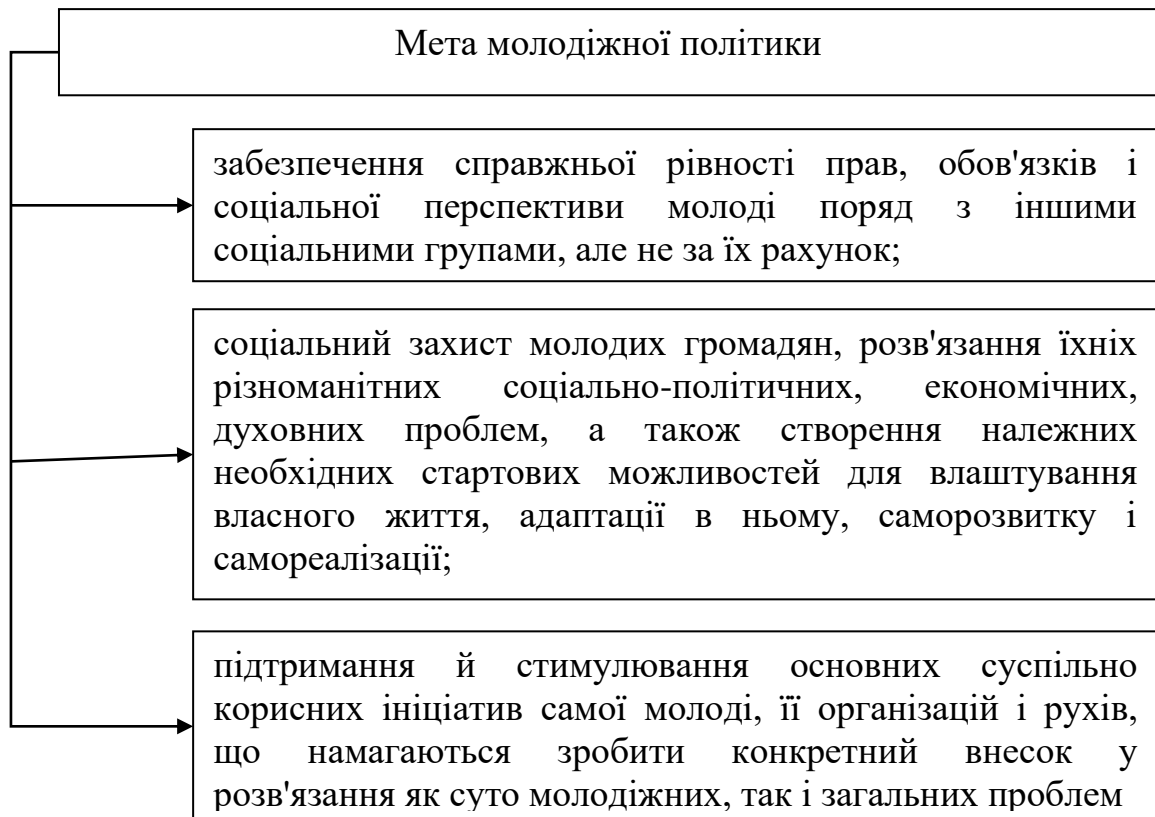 Мета молодіжної політики
забезпечення справжньої рівності прав, обов'язків і
соціальної перспективи молоді поряд з іншими
соціальними групами, але не за їх рахунок;
соціальний захист молодих громадян, розв'язання їхніх
різноманітних соціально-політичних, економічних,
духовних проблем, а також створення належних
необхідних стартових можливостей для влаштування
власного життя, адаптації в ньому, саморозвитку і
самореалізації;
підтримання й стимулювання основних суспільно
корисних ініціатив самої молоді, її організацій і рухів,
що намагаються зробити конкретний внесок у
розв'язання як суто молодіжних, так і загальних проблем